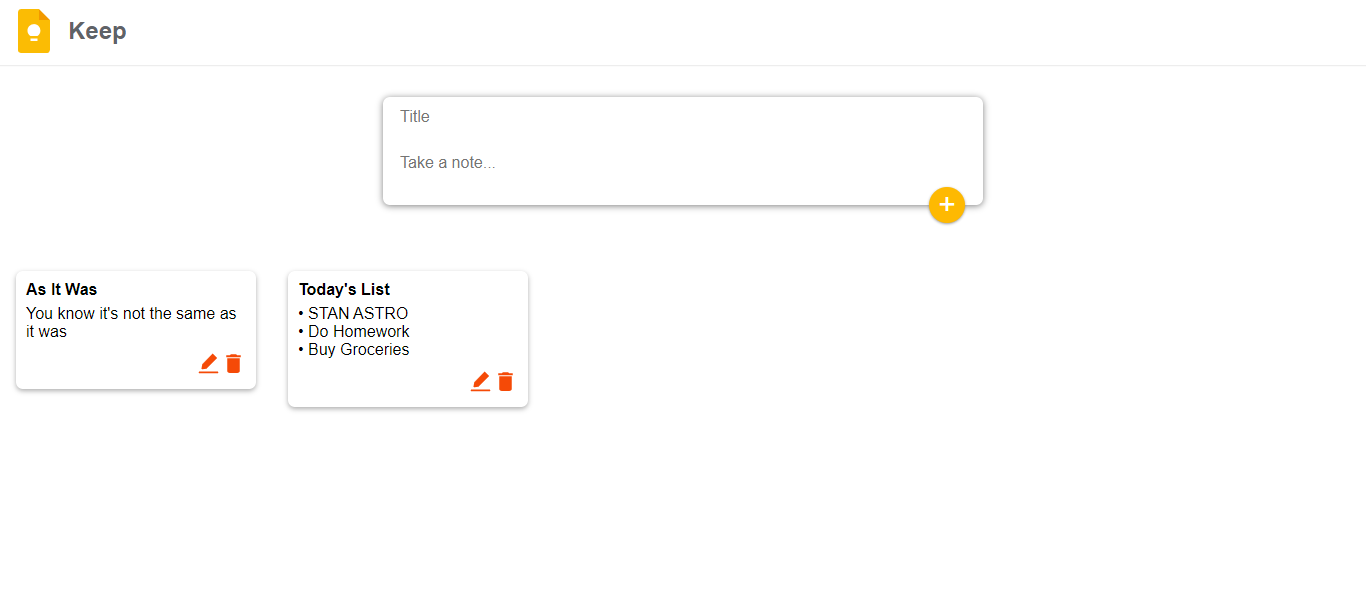 Keep
Title
Take a note...
As It Was
You know it's not the same as
it was
Today's List
• STAN ASTRO
• Do Homework
• Buy Groceries